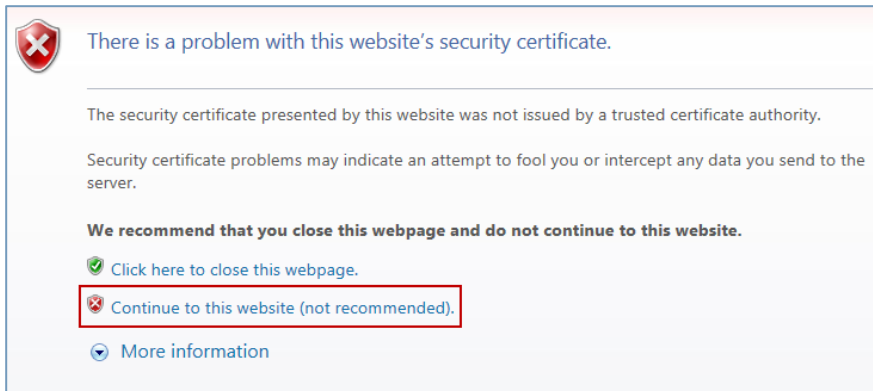 There is a problem with this website’s security certificate.
The security certificate presented by this website was not issued by a trusted certificate authority.
Security certificate problems may indicate an attempt to fool you or intercept any data you send to the
server.
We recommend that you close this webpage and do not continue to this website.
Click here to close this webpage.
Continue to this website (not recommended).
More information